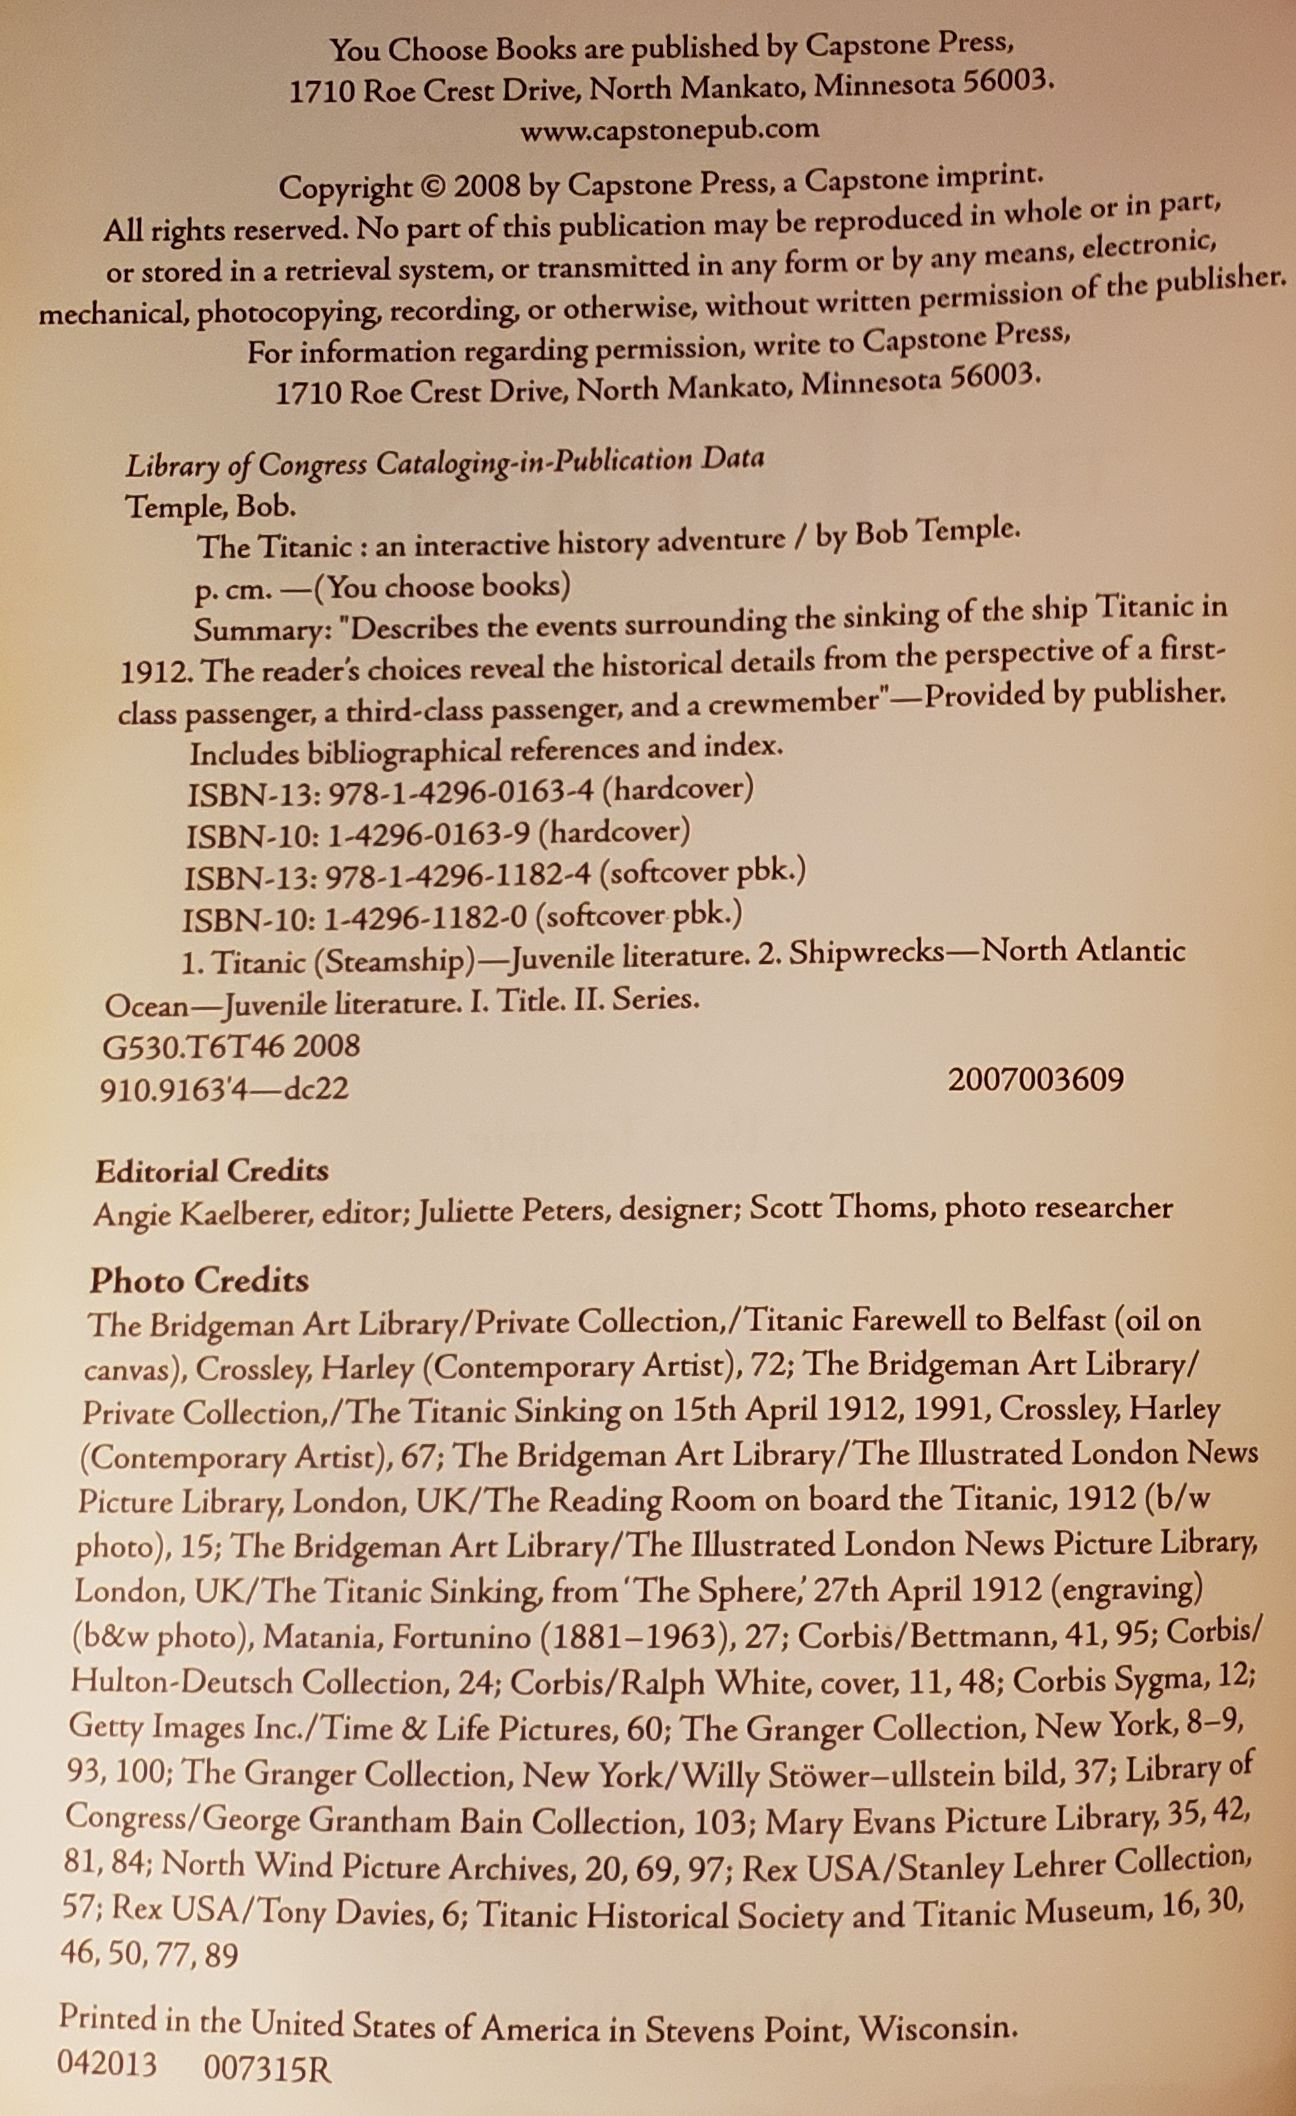 You Choose Books are published by Capstone Press,
1710 Roe Crest Drive, North Mankato, Minnesota 56003.
www.capstonepub.com
Copyright © 2008 by Capstone Press, a Capstone imprint.
All rights reserved. No part of this publication may be reproduced in whole or in part,
or stored in a retrieval system, or transmitted in any form or by any means, electronic,
mechanical, photocopying, recording, or otherwise, without written permission of the publisher.
For information regarding permission, write to Capstone Press,
1710 Roe Crest Drive, North Mankato, Minnesota 56003.
Library of Congress Cataloging-in-Publication Data
Temple, Bob.
The Titanic : an interactive history adventure / by Bob Temple.
p. cm. —(You choose books)
Summary: "Describes the events surrounding the sinking of the ship Titanic in
1912. The reader's choices reveal the historical details from the perspective of a first-
class passenger, a third-class passenger, and a crewmember"—Provided by publisher.
Includes bibliographical references and index.
ISBN-13: 978-1-4296-0163-4 (hardcover)
ISBN-10: 1-4296-0163-9 (hardcover)
ISBN-13: 978-1-4296-1182-4 (softcover pbk.)
ISBN-10: 1-4296-1182-0 (softcover pbk.)
1. Titanic (Steamship)—Juvenile literature. 2. Shipwrecks—North Atlantic
Ocean—Juvenile literature. I. Title. II. Series.
G530.T6T46 2008
910.9163'4—dc22 2007003609
Editorial Credits
Angie Kaelberer, editor; Juliette Peters, designer; Scott Thoms, photo researcher
Photo Credits
The Bridgeman Art Library/Private Collection,/Titanic Farewell to Belfast (oil on
canvas), Crossley, Harley (Contemporary Artist), 72; The Bridgeman Art Library/
Private Collection,/The Titanic Sinking on 15th April 1912, 1991, Crossley, Harley
(Contemporary Artist), 67; The Bridgeman Art Library/The Illustrated London News
Picture Library, London, UK/The Reading Room on board the Titanic, 1912 (b/w
photo), 15; The Bridgeman Art Library/The Illustrated London News Picture Library,
London, UK/The Titanic Sinking, from 'The Sphere,' 27th April 1912 (engraving)
(b&w photo), Matania, Fortunino (1881–1963), 27; Corbis/Bettmann, 41, 95; Corbis/
Hulton-Deutsch Collection, 24; Corbis/Ralph White, cover, 11, 48; Corbis Sygma, 12;
Getty Images Inc./Time & Life Pictures, 60; The Granger Collection, New York, 8–9,
93, 100; The Granger Collection, New York/Willy Stöwer–ullstein bild, 37; Library of
Congress/George Grantham Bain Collection, 103; Mary Evans Picture Library, 35, 42,
81, 84; North Wind Picture Archives, 20, 69, 97; Rex USA/Stanley Lehrer Collection,
57; Rex USA/Tony Davies, 6; Titanic Historical Society and Titanic Museum, 16, 30,
46, 50, 77, 89
Printed in the United States of America in Stevens Point, Wisconsin.
042013 007315R